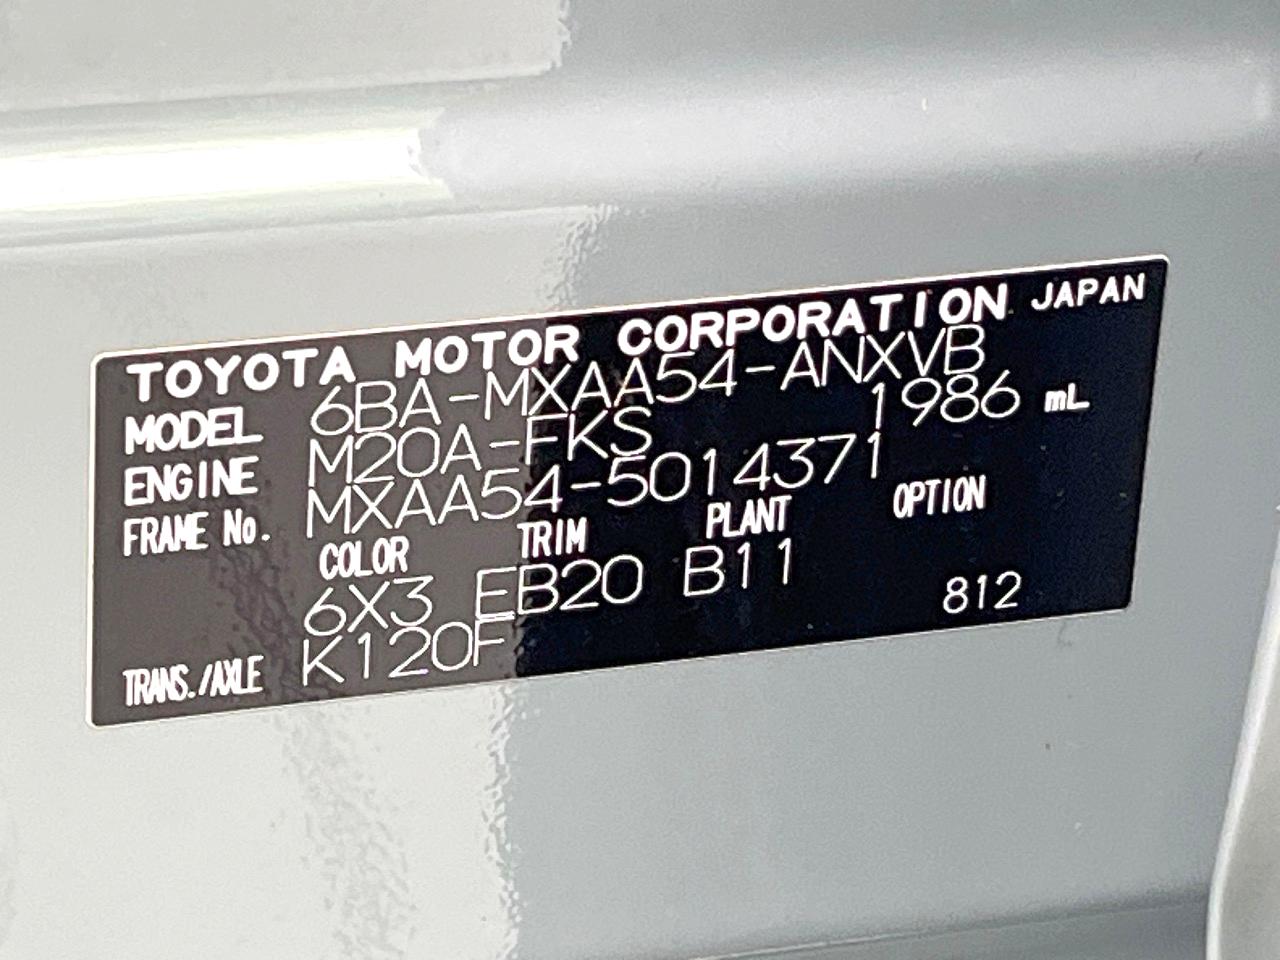 TOYOTA MOTOR CORPORATION JAPAN
MODEL 6BA-MXAA54-ANXVB
ENGINE M20A-FKS 1986 mL
FRAME No. MXAA54-5014371
COLOR TRIM PLANT OPTION
6X3 EB20 B11
TRANS./AXLE K120F 812